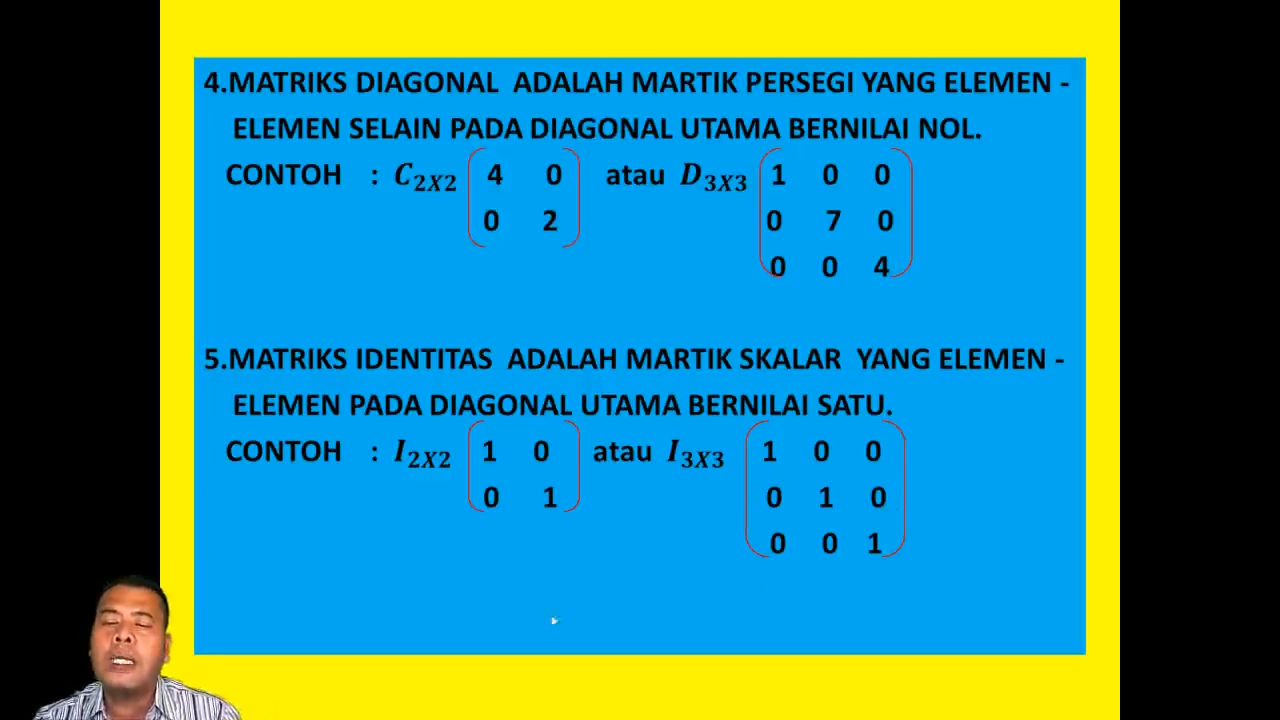 4.MATRIKS DIAGONAL ADALAH MARTIK PERSEGI YANG ELEMEN -
ELEMEN SELAIN PADA DIAGONAL UTAMA BERNILAI NOL.
CONTOH : C2X2 4 0 atau D3X3 1 0 0
0 2 0 7 0
0 0 4
5.MATRIKS IDENTITAS ADALAH MARTIK SKALAR YANG ELEMEN -
ELEMEN PADA DIAGONAL UTAMA BERNILAI SATU.
CONTOH : I2X2 1 0 atau I3X3 1 0 0
0 1 0 1 0
0 0 1